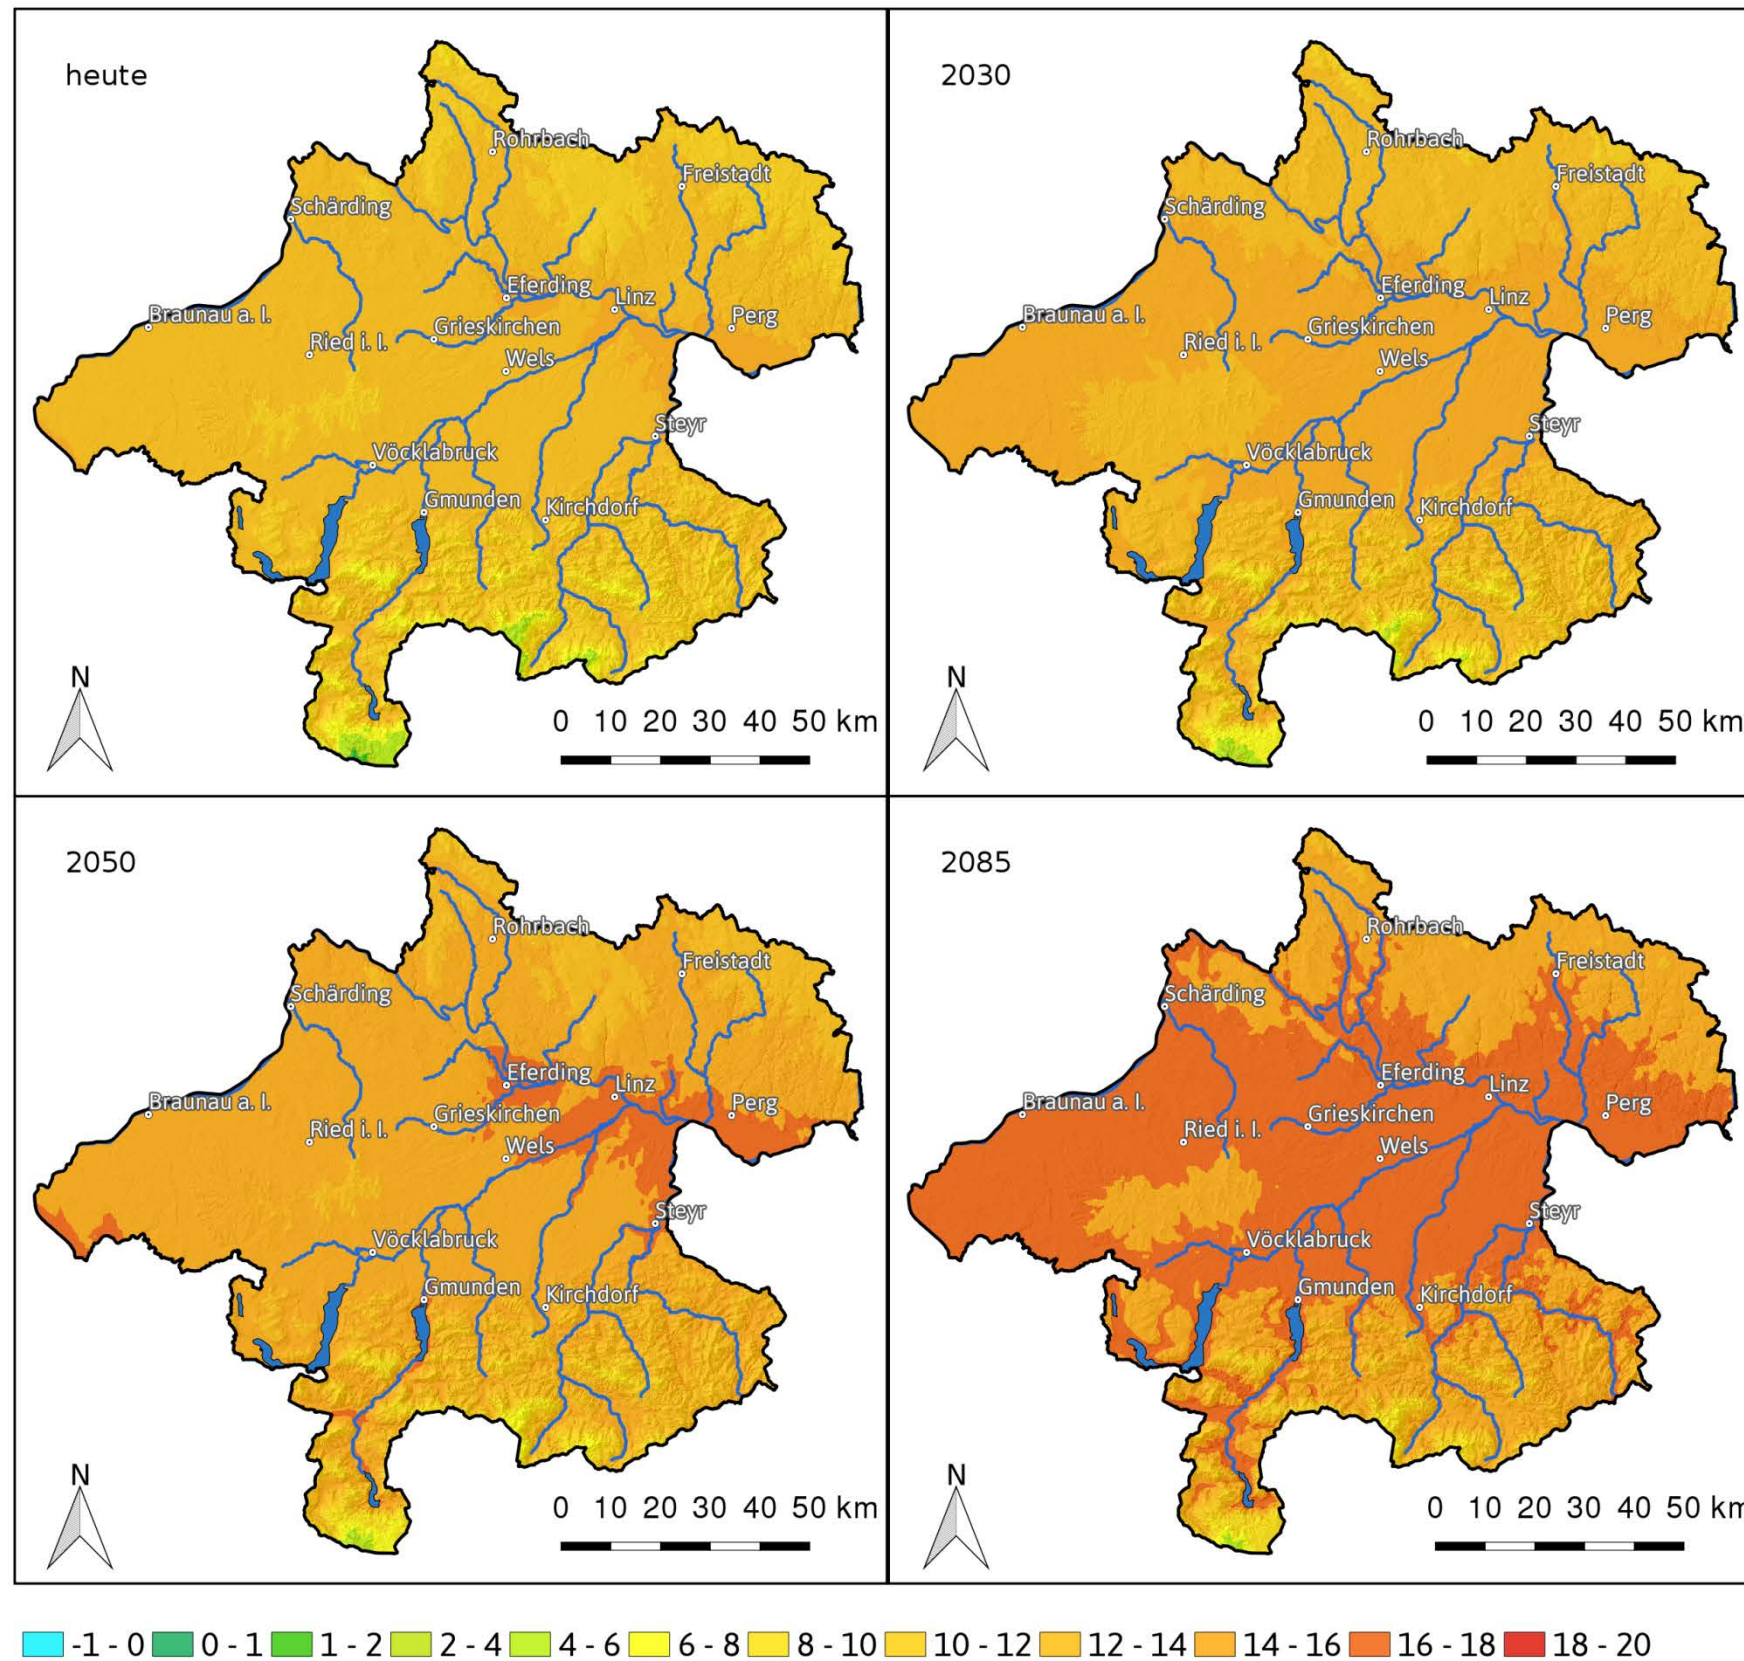 heute
Rohrbach
Freistadt
Schärding
Eferding
Linz
Braunau a. I.
Perg
Grieskirchen
Ried i. I.
Wels
Steyr
Vöcklabruck
Gmunden
Kirchdorf
N
0 10 20 30 40 50 km
2030
Rohrbach
Freistadt
Schärding
Eferding
Linz
Braunau a. I.
Perg
Grieskirchen
Ried i. I.
Wels
Steyr
Vöcklabruck
Gmunden
Kirchdorf
N
0 10 20 30 40 50 km
2050
Rohrbach
Freistadt
Schärding
Eferding
Linz
Braunau a. I.
Perg
Grieskirchen
Ried i. I.
Wels
Steyr
Vöcklabruck
Gmunden
Kirchdorf
N
0 10 20 30 40 50 km
2085
Rohrbach
Freistadt
Schärding
Eferding
Linz
Braunau a. I.
Perg
Grieskirchen
Ried i. I.
Wels
Steyr
Vöcklabruck
Gmunden
Kirchdorf
N
0 10 20 30 40 50 km
-1 - 0 0 - 1 1 - 2 2 - 4 4 - 6 6 - 8 8 - 10 10 - 12 12 - 14 14 - 16 16 - 18 18 - 20